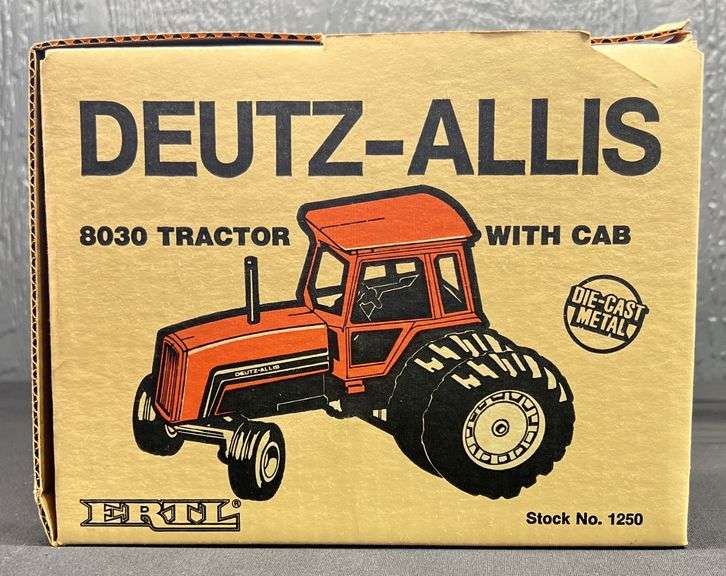 DEUTZ-ALLIS
8030 TRACTOR WITH CAB
DIE-CAST
METAL
DEUTZ-ALLIS
ERTL®
Stock No. 1250